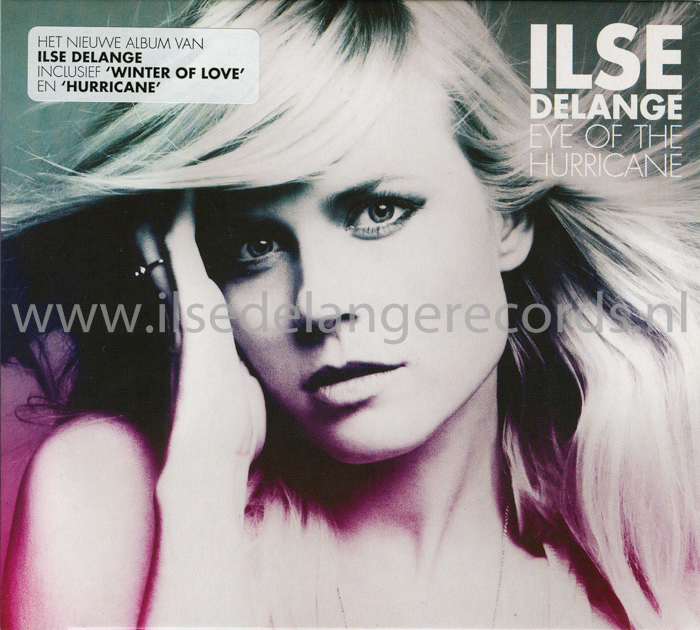 HET NIEUWE ALBUM VAN
ILSE DELANGE
INCLUSIEF ‘WINTER OF LOVE’
EN ‘HURRICANE’
ILSE
DELANGE
EYE OF THE
HURRICANE
www.ilsedelangerecords.nl